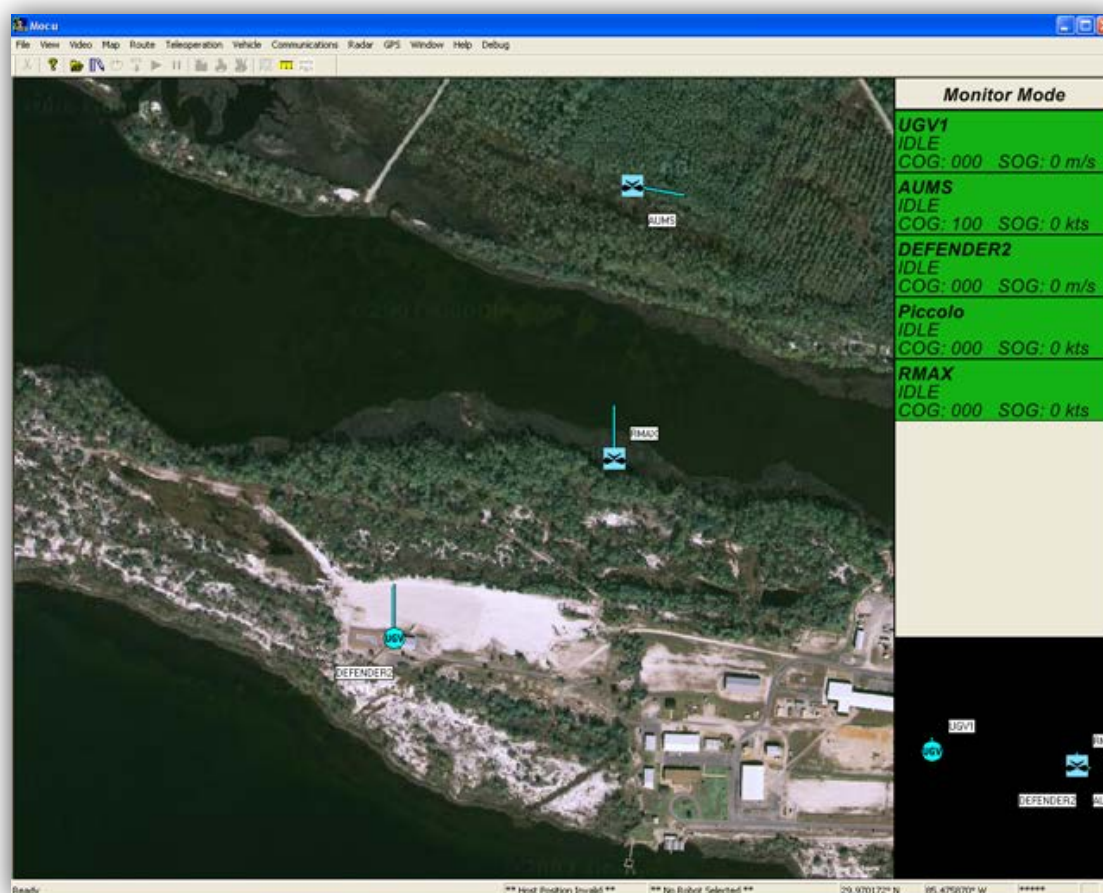 Mocu
File View Video Map Route Teleoperation Vehicle Communications Radar GPS Window Help Debug
Monitor Mode
UGV1
IDLE
COG: 000 SOG: 0 m/s
AUMS
IDLE
COG: 100 SOG: 0 kts
DEFENDER2
IDLE
COG: 000 SOG: 0 m/s
Piccolo
IDLE
COG: 000 SOG: 0 kts
RMAX
IDLE
COG: 000 SOG: 0 kts
AUMS
RMAX
UGV
DEFENDER2
UGV1
UGV
DEFENDER2
Ready ** Host Position Invalid ** ** No Robot Selected ** 29.970172° N 85.475870° W *****